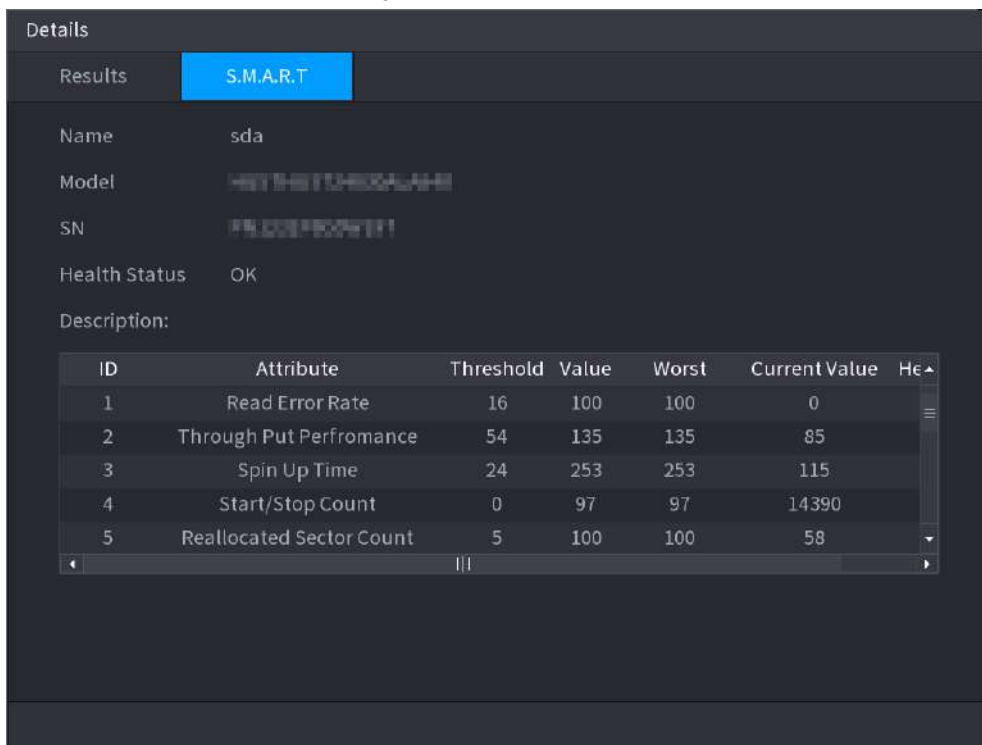 Details
Results S.M.A.R.T
Name sda
Model
SN
Health Status OK
Description:
ID Attribute Threshold Value Worst Current Value He
1 Read Error Rate 16 100 100 0
2 Through Put Perfromance 54 135 135 85
3 Spin Up Time 24 253 253 115
4 Start/Stop Count 0 97 97 14390
5 Reallocated Sector Count 5 100 100 58